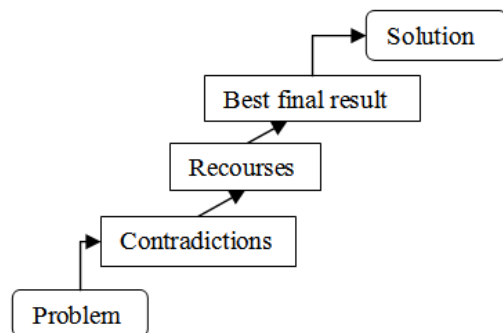 Solution
Best final result
Recourses
Contradictions
Problem